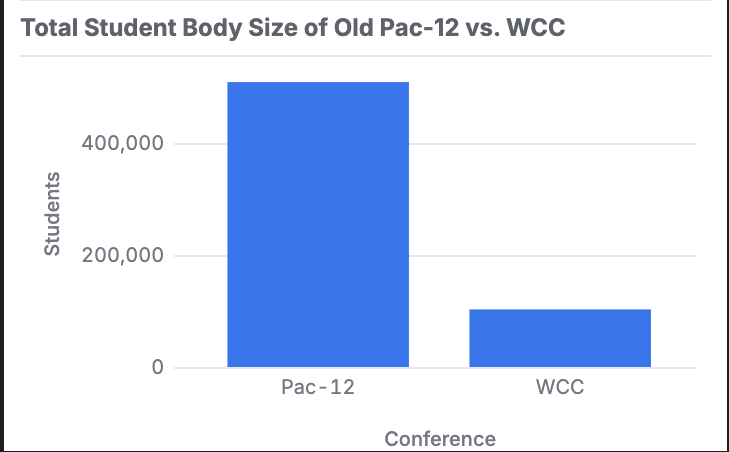 Total Student Body Size of Old Pac-12 vs. WCC
Students
400,000
200,000
0
Pac-12
WCC
Conference